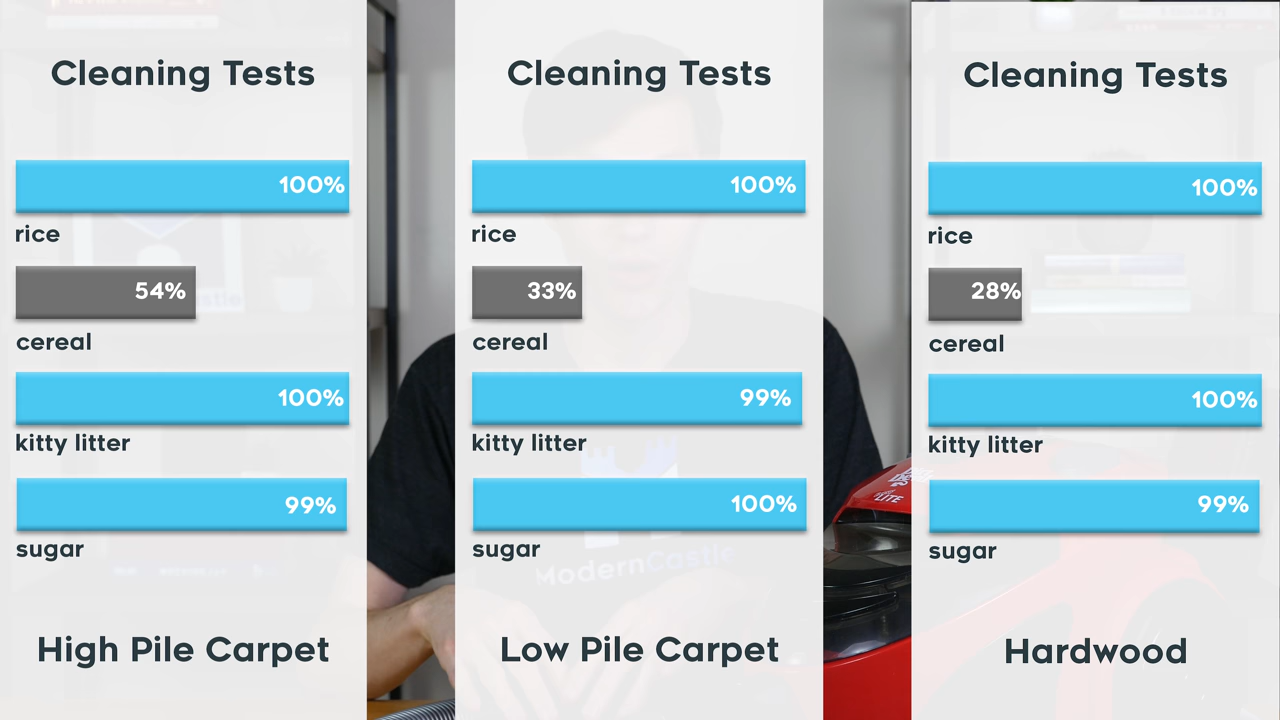 Cleaning Tests
100%
rice
54%
cereal
100%
kitty litter
99%
sugar
High Pile Carpet
Cleaning Tests
100%
rice
33%
cereal
99%
kitty litter
100%
sugar
ModernCastle
Low Pile Carpet
Cleaning Tests
100%
rice
28%
cereal
100%
kitty litter
99%
sugar
Hardwood
LITE